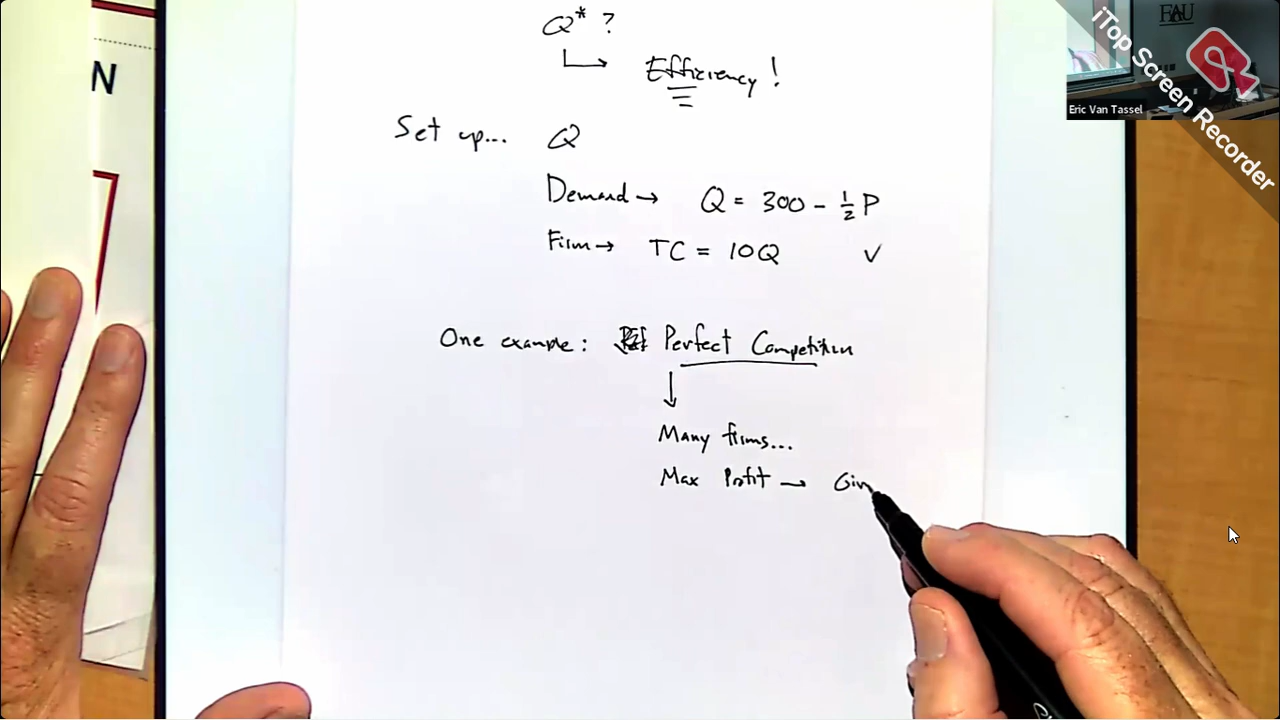 Q* ?
Efficiency !
Set up... Q
Demand → Q = 300 - 1/2 P
Firm → TC = 10Q ✓
One example: Perfect Competition
Many firms...
Max Profit → Giv
N
FAU
Eric Van Tassel
iTop Screen Recorder